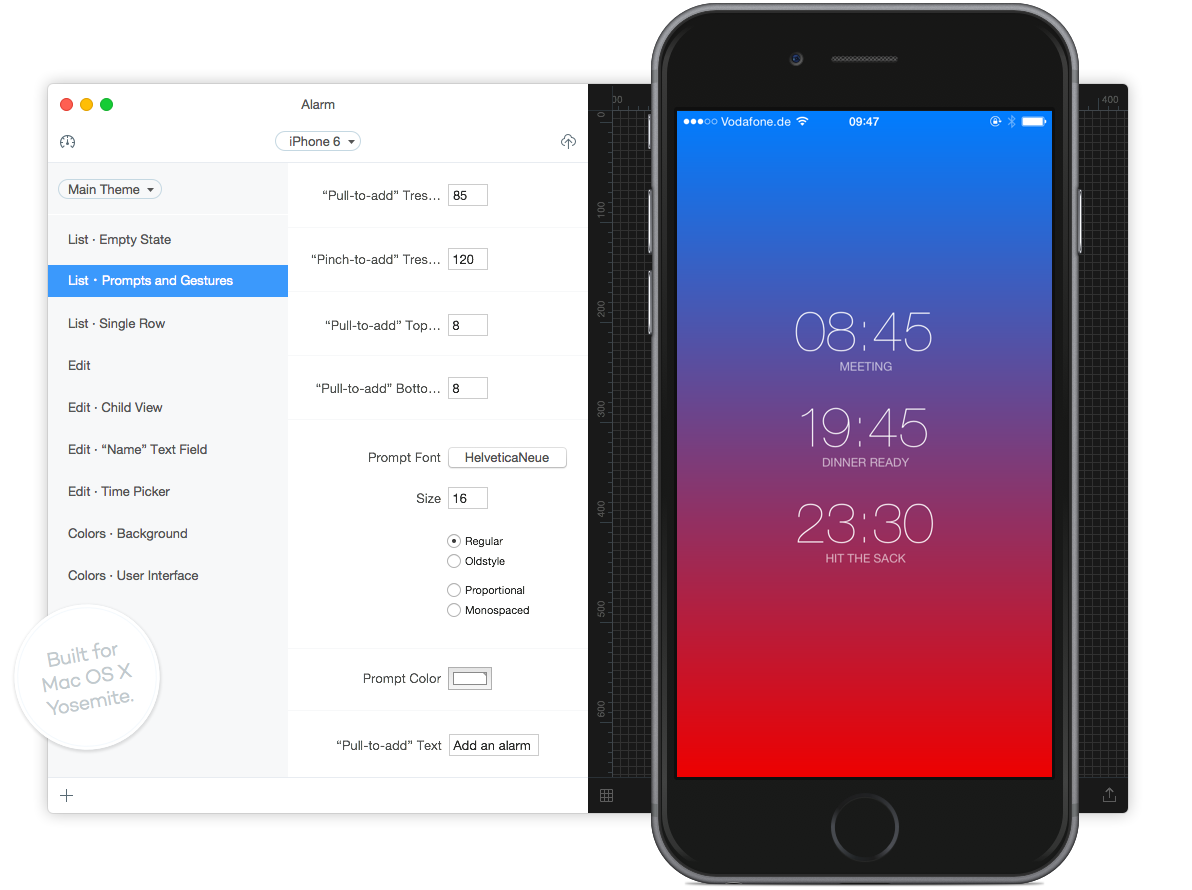 Alarm
iPhone 6
Main Theme
List · Empty State
List · Prompts and Gestures
List · Single Row
Edit
Edit · Child View
Edit · “Name” Text Field
Edit · Time Picker
Colors · Background
Colors · User Interface
Built for
Mac OS X
Yosemite.
“Pull-to-add” Tres… 85
“Pinch-to-add” Tres… 120
“Pull-to-add” Top… 8
“Pull-to-add” Botto… 8
Prompt Font HelveticaNeue
Size 16
Regular
Oldstyle
Proportional
Monospaced
Prompt Color
“Pull-to-add” Text Add an alarm
00
400
0
100
200
300
400
500
600
Vodafone.de 09:47
08:45
MEETING
19:45
DINNER READY
23:30
HIT THE SACK